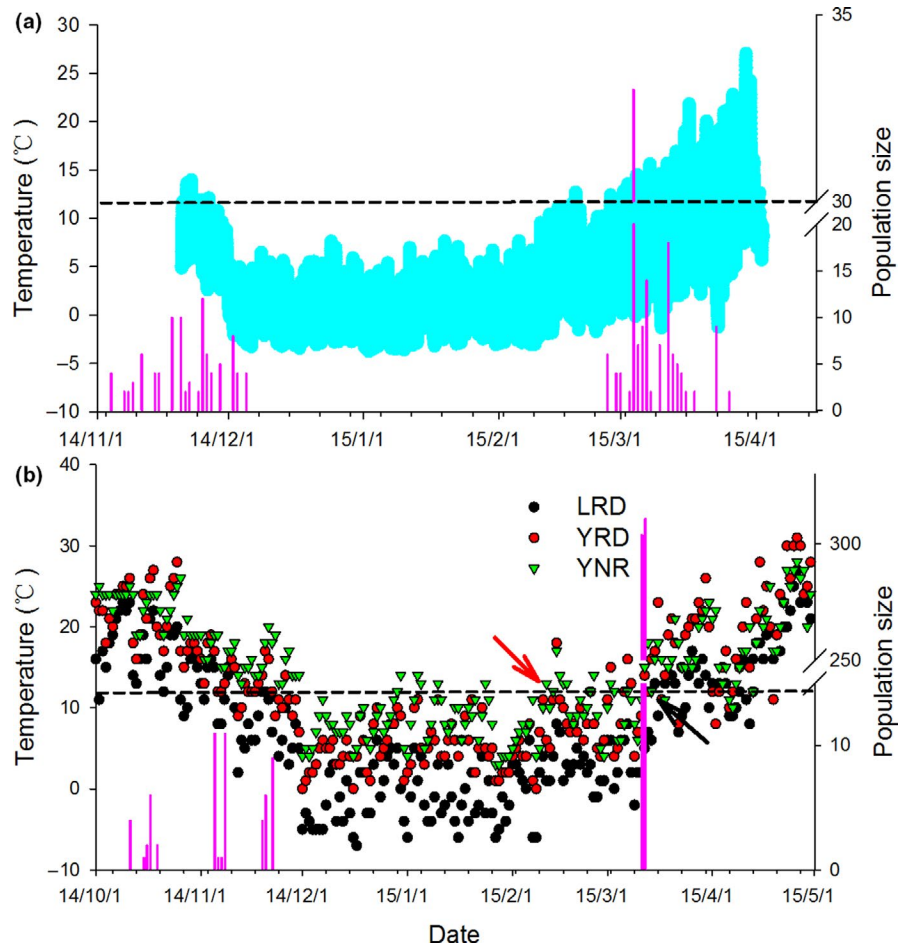 (a)
30
25
20
15
10
5
0
–5
–10
Temperature (℃)
35
30
20
15
10
5
0
Population size
14/11/1 14/12/1 15/1/1 15/2/1 15/3/1 15/4/1
(b)
40
30
20
10
0
–10
Temperature (℃)
LRD
YRD
YNR
300
250
10
0
Population size
14/10/1 14/11/1 14/12/1 15/1/1 15/2/1 15/3/1 15/4/1 15/5/1
Date